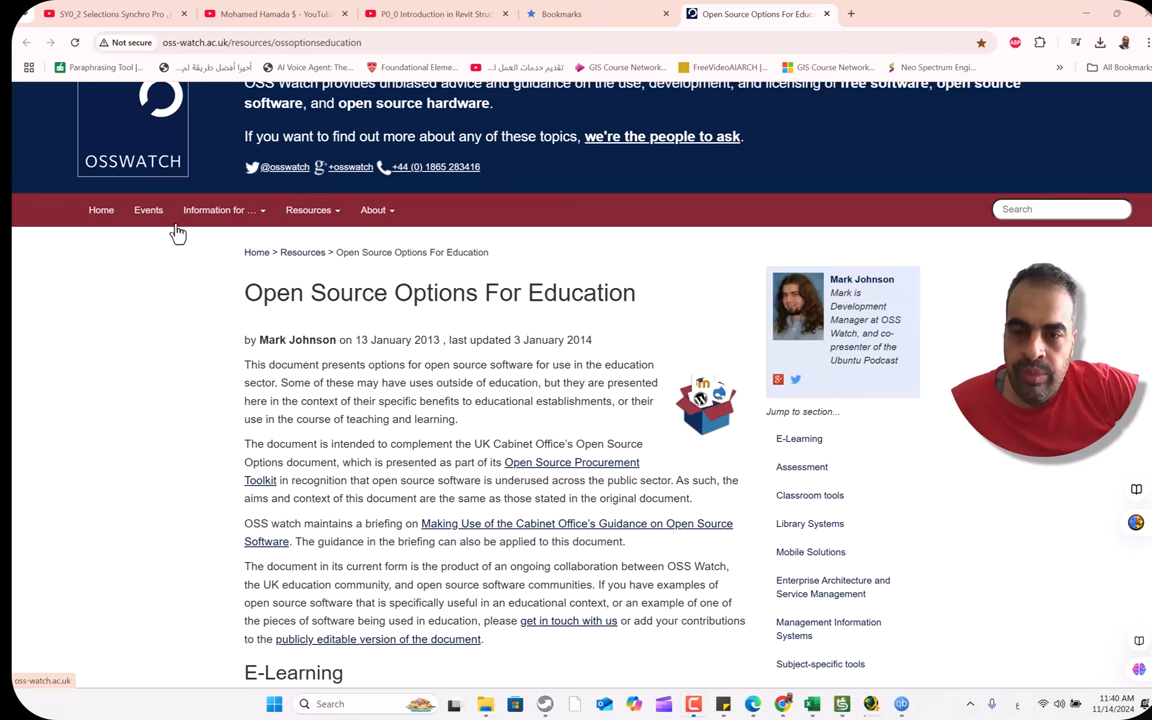 SY0_2 Selections Synchro Pro
Mohamed Hamada $ - YouTube
P0_0 Introduction in Revit Struc
Bookmarks
Open Source Options For Educ
Not secure
oss-watch.ac.uk/resources/ossoptionseducation
Paraphrasing Tool |...
أخيرا أفضل طريقة لم...
AI Voice Agent: The...
Foundational Eleme...
تقديم خدمات العمل ا...
GIS Course Network...
FreeVideoAIARCH |...
GIS Course Network...
Neo Spectrum Engi...
All Bookmarks
OSS Watch provides unbiased advice and guidance on the use, development, and licensing of free software, open source
software, and open source hardware.
If you want to find out more about any of these topics, we're the people to ask.
OSSWATCH
@osswatch
+osswatch
+44 (0) 1865 283416
Home
Events
Information for ...
Resources
About
Search
Home > Resources > Open Source Options For Education
Open Source Options For Education
by Mark Johnson on 13 January 2013 , last updated 3 January 2014
This document presents options for open source software for use in the education
sector. Some of these may have uses outside of education, but they are presented
here in the context of their specific benefits to educational establishments, or their
use in the course of teaching and learning.
The document is intended to complement the UK Cabinet Office's Open Source
Options document, which is presented as part of its Open Source Procurement
Toolkit in recognition that open source software is underused across the public sector. As such, the
aims and context of this document are the same as those stated in the original document.
OSS watch maintains a briefing on Making Use of the Cabinet Office's Guidance on Open Source
Software. The guidance in the briefing can also be applied to this document.
The document in its current form is the product of an ongoing collaboration between OSS Watch,
the UK education community, and open source software communities. If you have examples of
open source software that is specifically useful in an educational context, or an example of one of
the pieces of software being used in education, please get in touch with us or add your contributions
to the publicly editable version of the document.
E-Learning
Mark Johnson
Mark is
Development
Manager at OSS
Watch, and co-
presenter of the
Ubuntu Podcast
Jump to section...
E-Learning
Assessment
Classroom tools
Library Systems
Mobile Solutions
Enterprise Architecture and
Service Management
Management Information
Systems
Subject-specific tools
oss-watch.ac.uk
Search
11:40 AM
11/14/2024